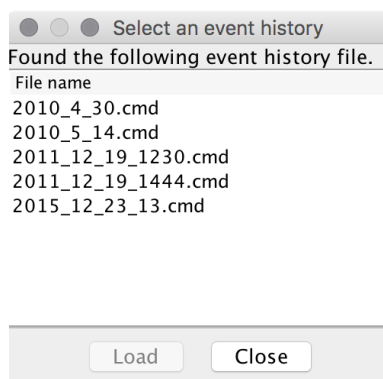 Select an event history
Found the following event history file.
File name
2010_4_30.cmd
2010_5_14.cmd
2011_12_19_1230.cmd
2011_12_19_1444.cmd
2015_12_23_13.cmd
Load Close